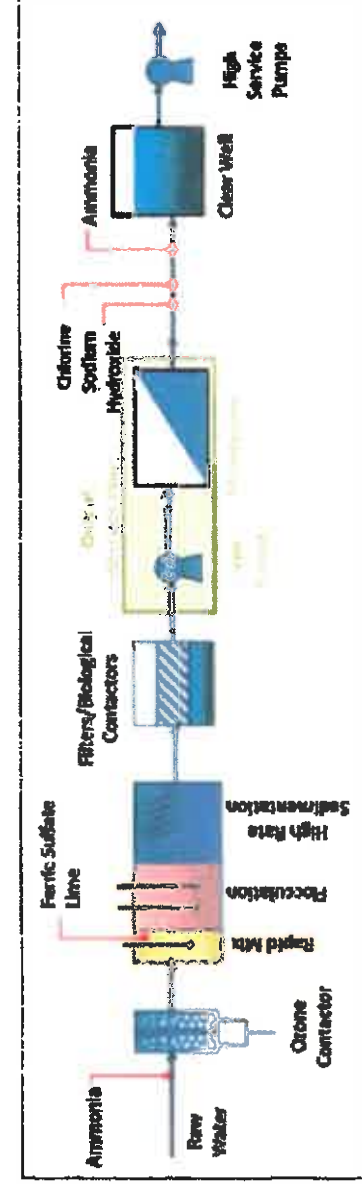 Ammonia
Raw
Water
Ozone
Contactor
Ferric Sulfate
Lime
Rapid Mix
Flocculation
High Rate
Sedimentation
Filters/Biological
Contactors
Chlorine
Sodium
Hydroxide
Ammonia
Clear Well
High
Service
Pumps